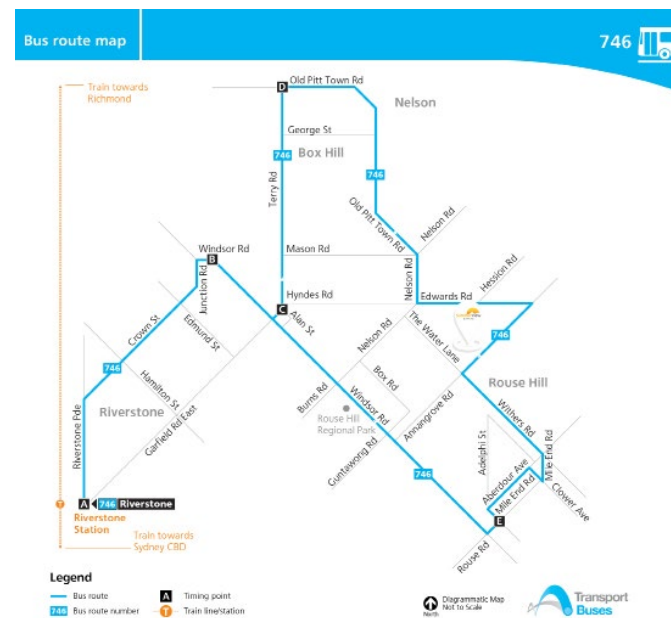 Bus route map
746
Train towards
Richmond
D
Old Pitt Town Rd
Nelson
George St
746
Box Hill
Terry Rd
746
Old Pitt Town Rd
Nelson Rd
Windsor Rd
B
Mason Rd
Junction Rd
Nelson Rd
Hession Rd
Hyndes Rd
Edwards Rd
C
Alan St
Crown St
Edmund St
Nelson Rd
The Water Lane
746
746
Hamilton St
Box Rd
Rouse Hill
Riverstone
Burns Rd
Windsor Rd
Riverstone Pde
Garfield Rd East
Rouse Hill
Regional Park
Annangrove Rd
Withers Rd
Guntawong Rd
Adelphi St
Mile End Rd
746
Aberdour Ave
Mile End Rd
Clower Ave
T
A
746
Riverstone
Riverstone
Station
E
Train towards
Sydney CBD
Rouse Rd
Legend
Bus route
A
Timing point
746
Bus route number
T
Train line/station
North
Diagrammatic Map
Not to Scale
Transport
Buses